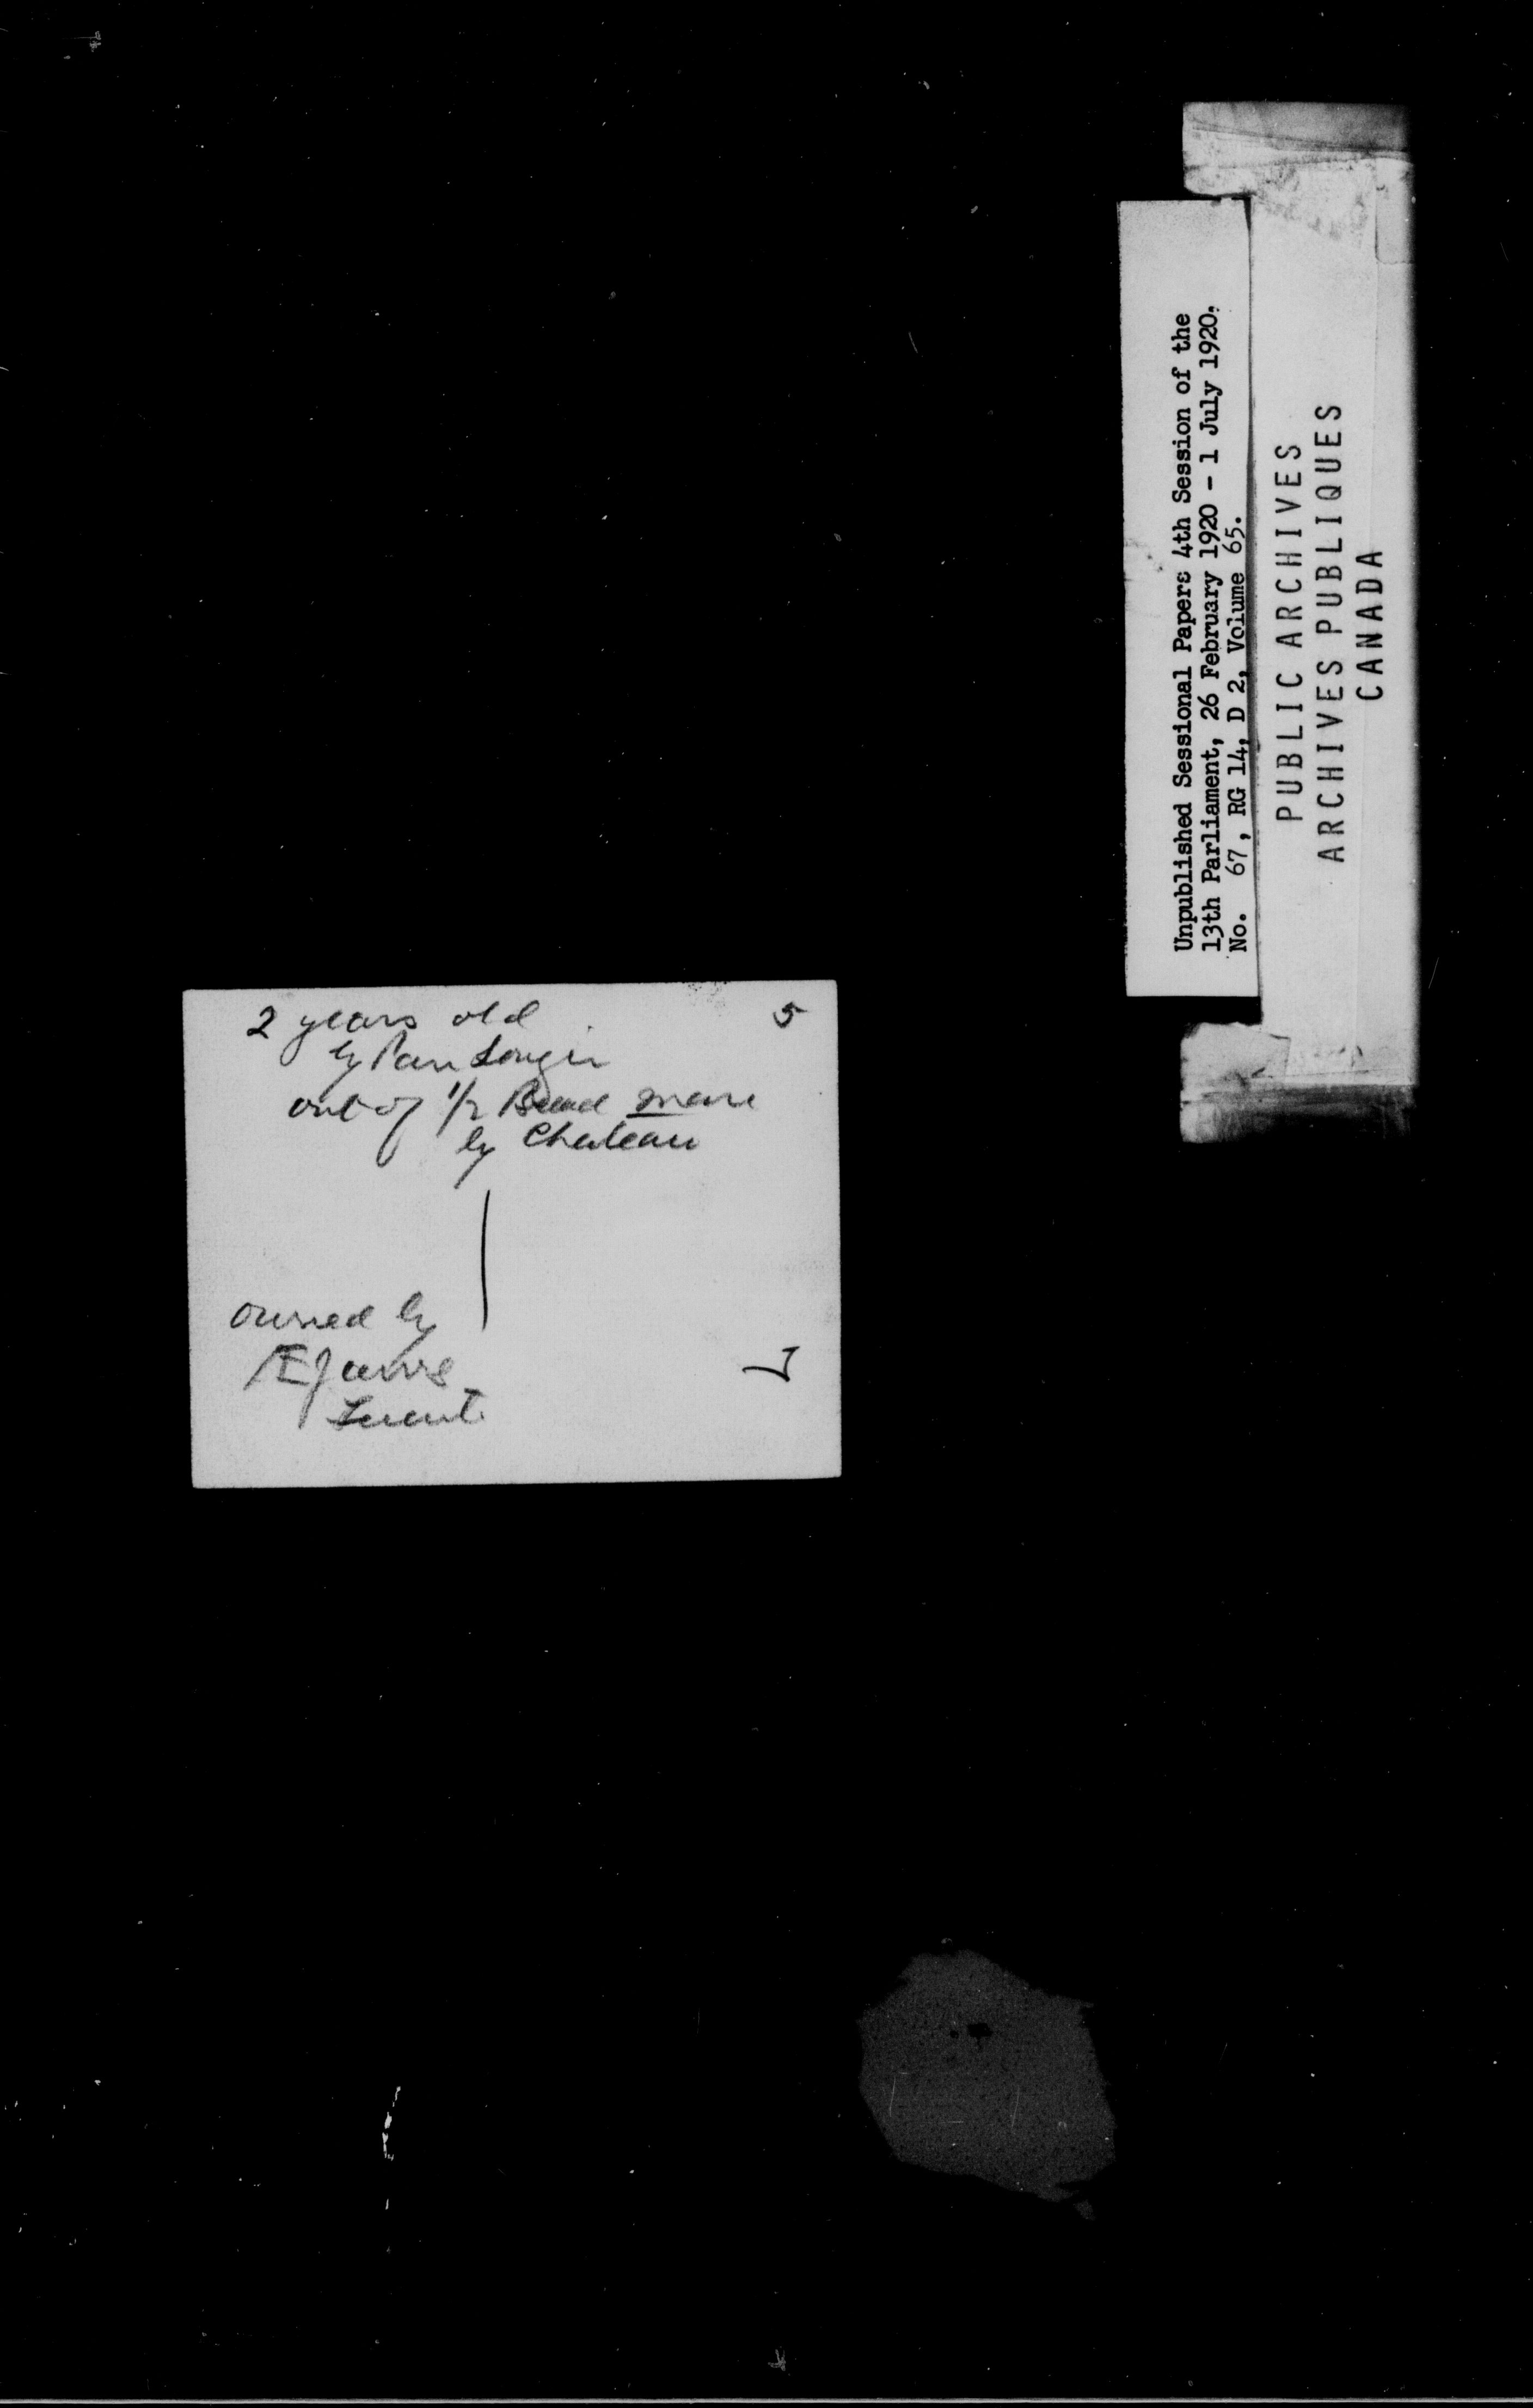 2 years old 5
by
out of 1/2 Bred mare
by Chateau
owned by
Unpublished Sessional Papers 4th Session of the
13th Parliament, 26 February 1920 - 1 July 1920.
No. 67, RG 14, D 2, Volume 65.
PUBLIC ARCHIVES
ARCHIVES PUBLIQUES
CANADA